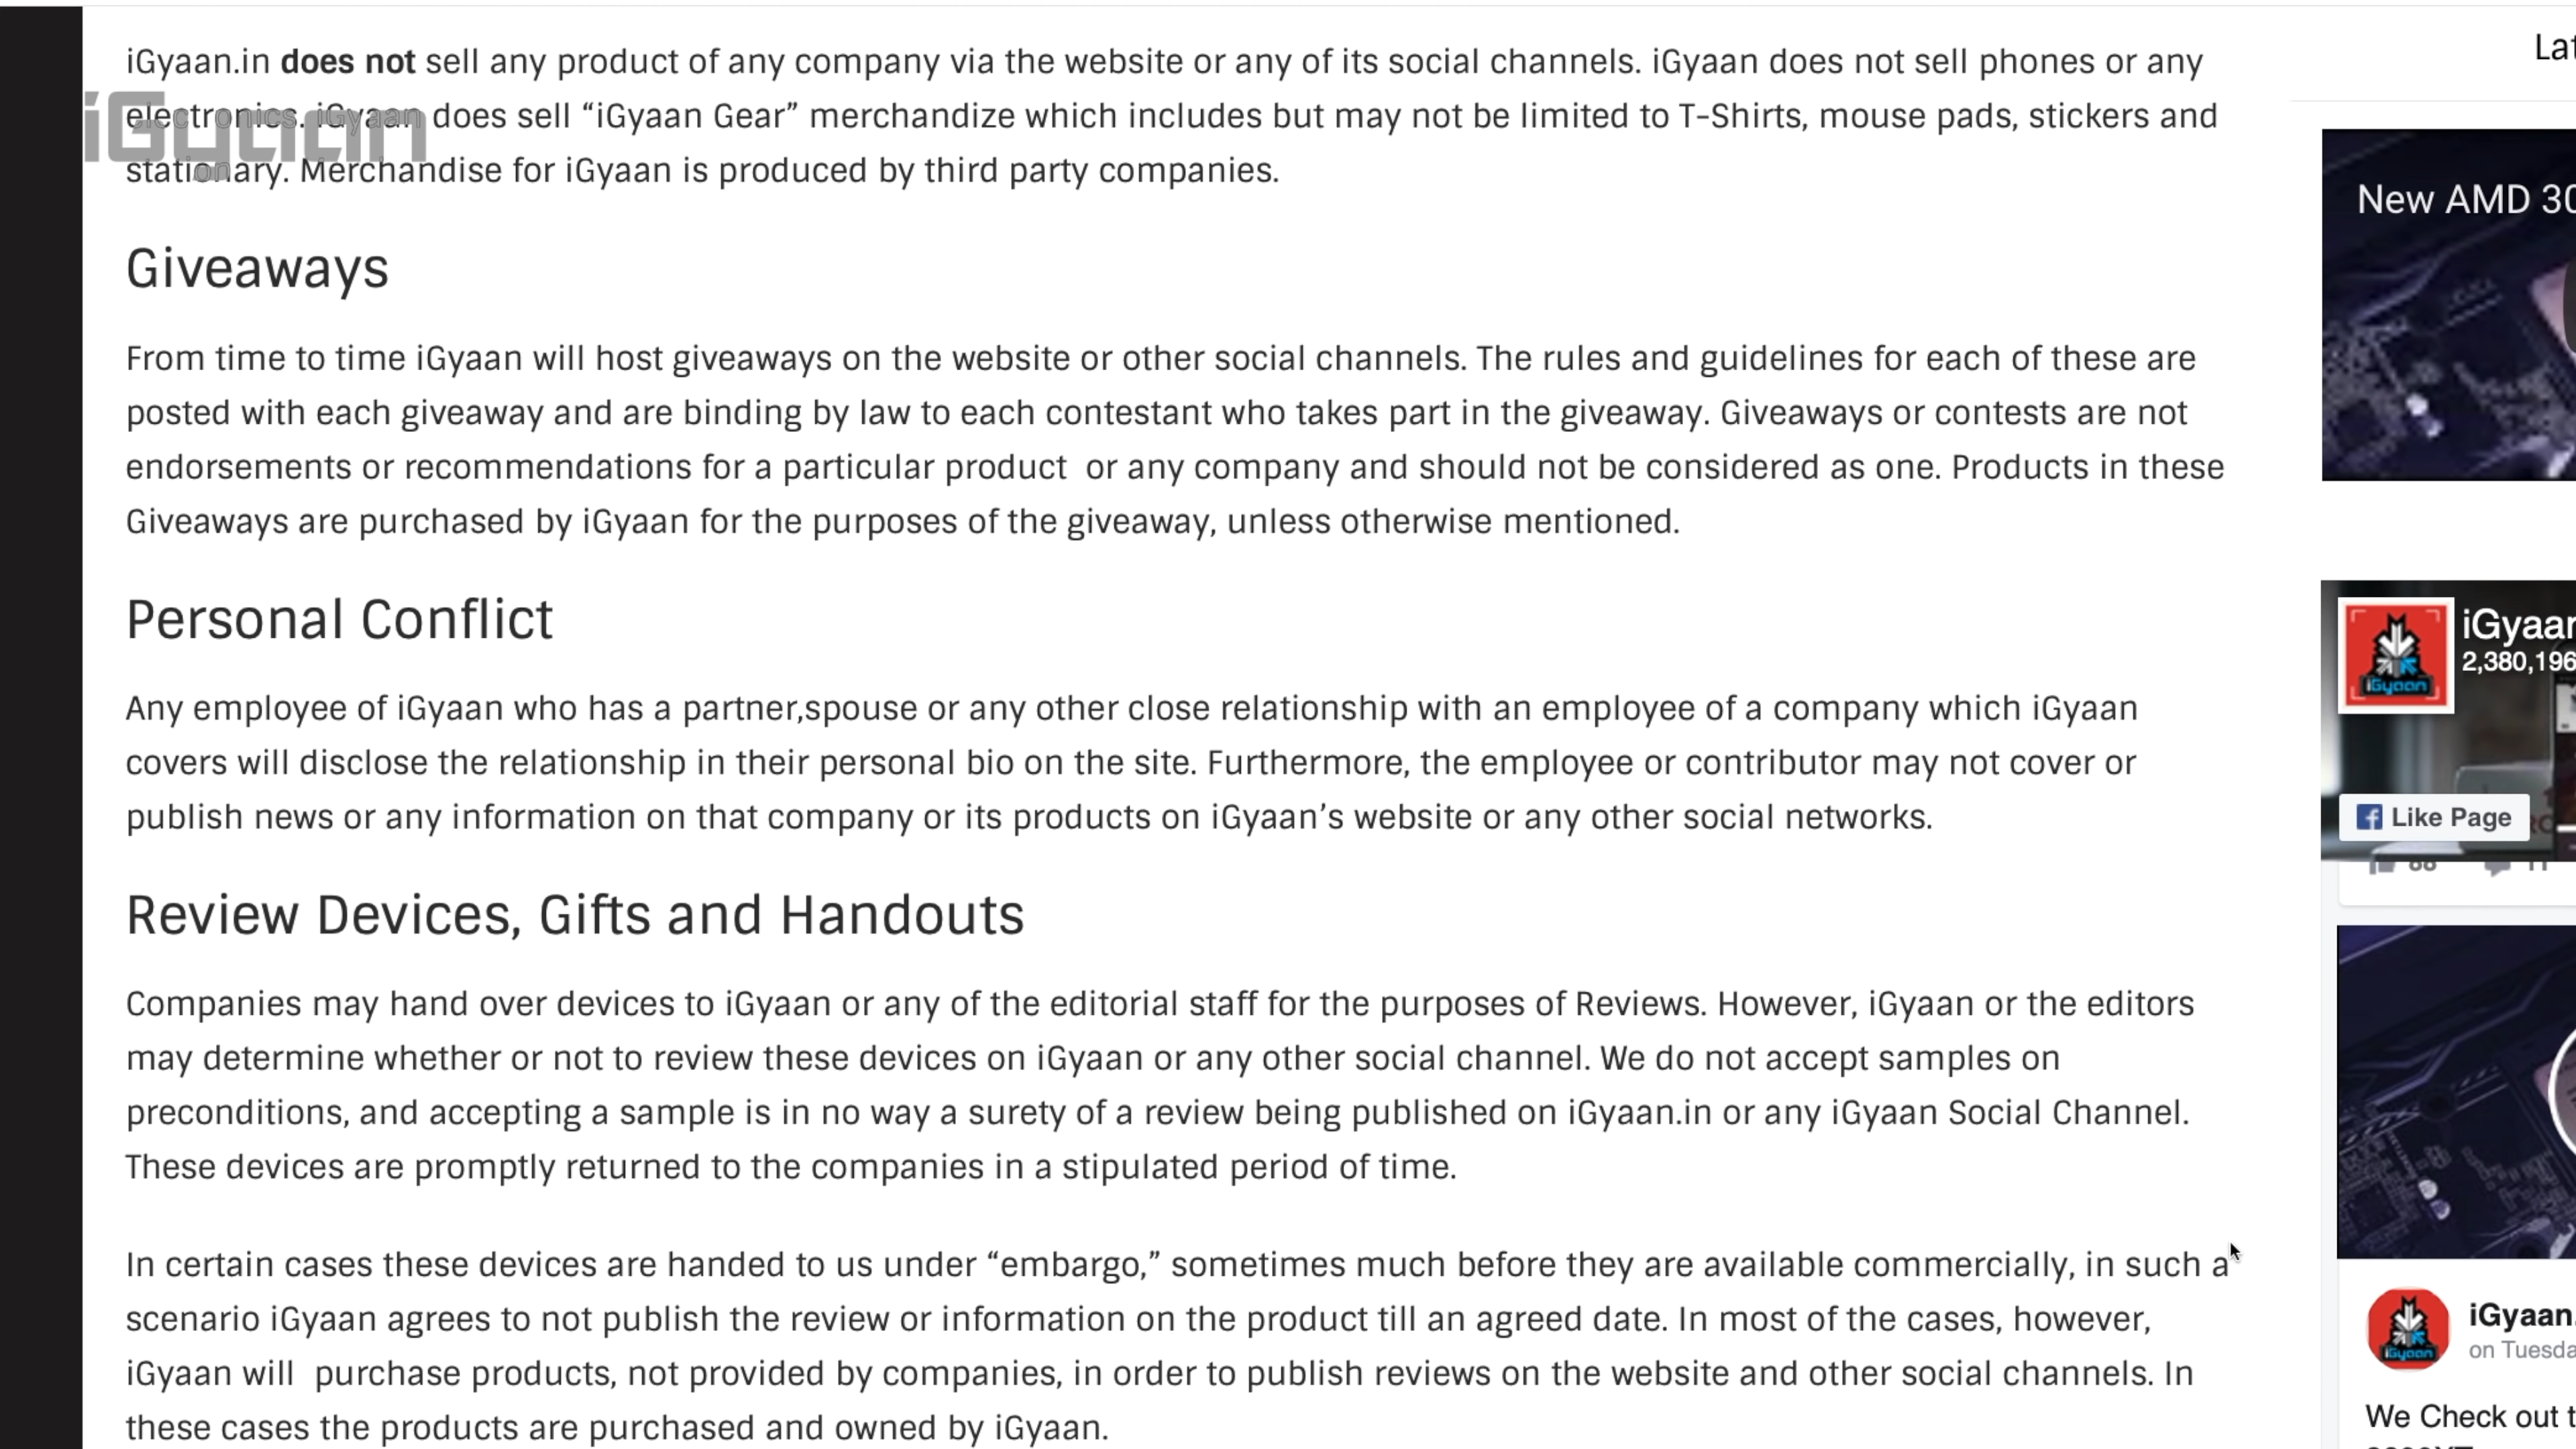 iGyaan.in does not sell any product of any company via the website or any of its social channels. iGyaan does not sell phones or any
electronics. iGyaan does sell “iGyaan Gear” merchandize which includes but may not be limited to T-Shirts, mouse pads, stickers and
stationary. Merchandise for iGyaan is produced by third party companies.
iGyaan
Giveaways
From time to time iGyaan will host giveaways on the website or other social channels. The rules and guidelines for each of these are
posted with each giveaway and are binding by law to each contestant who takes part in the giveaway. Giveaways or contests are not
endorsements or recommendations for a particular product  or any company and should not be considered as one. Products in these
Giveaways are purchased by iGyaan for the purposes of the giveaway, unless otherwise mentioned.
Personal Conflict
Any employee of iGyaan who has a partner,spouse or any other close relationship with an employee of a company which iGyaan
covers will disclose the relationship in their personal bio on the site. Furthermore, the employee or contributor may not cover or
publish news or any information on that company or its products on iGyaan’s website or any other social networks.
Review Devices, Gifts and Handouts
Companies may hand over devices to iGyaan or any of the editorial staff for the purposes of Reviews. However, iGyaan or the editors
may determine whether or not to review these devices on iGyaan or any other social channel. We do not accept samples on
preconditions, and accepting a sample is in no way a surety of a review being published on iGyaan.in or any iGyaan Social Channel.
These devices are promptly returned to the companies in a stipulated period of time.
In certain cases these devices are handed to us under “embargo,” sometimes much before they are available commercially, in such a
scenario iGyaan agrees to not publish the review or information on the product till an agreed date. In most of the cases, however,
iGyaan will  purchase products, not provided by companies, in order to publish reviews on the website and other social channels. In
these cases the products are purchased and owned by iGyaan.
Lat
New AMD 30
iGyaan
2,380,196
iGyaan
Like Page
iGyaan.
on Tuesda
iGyaan
We Check out t